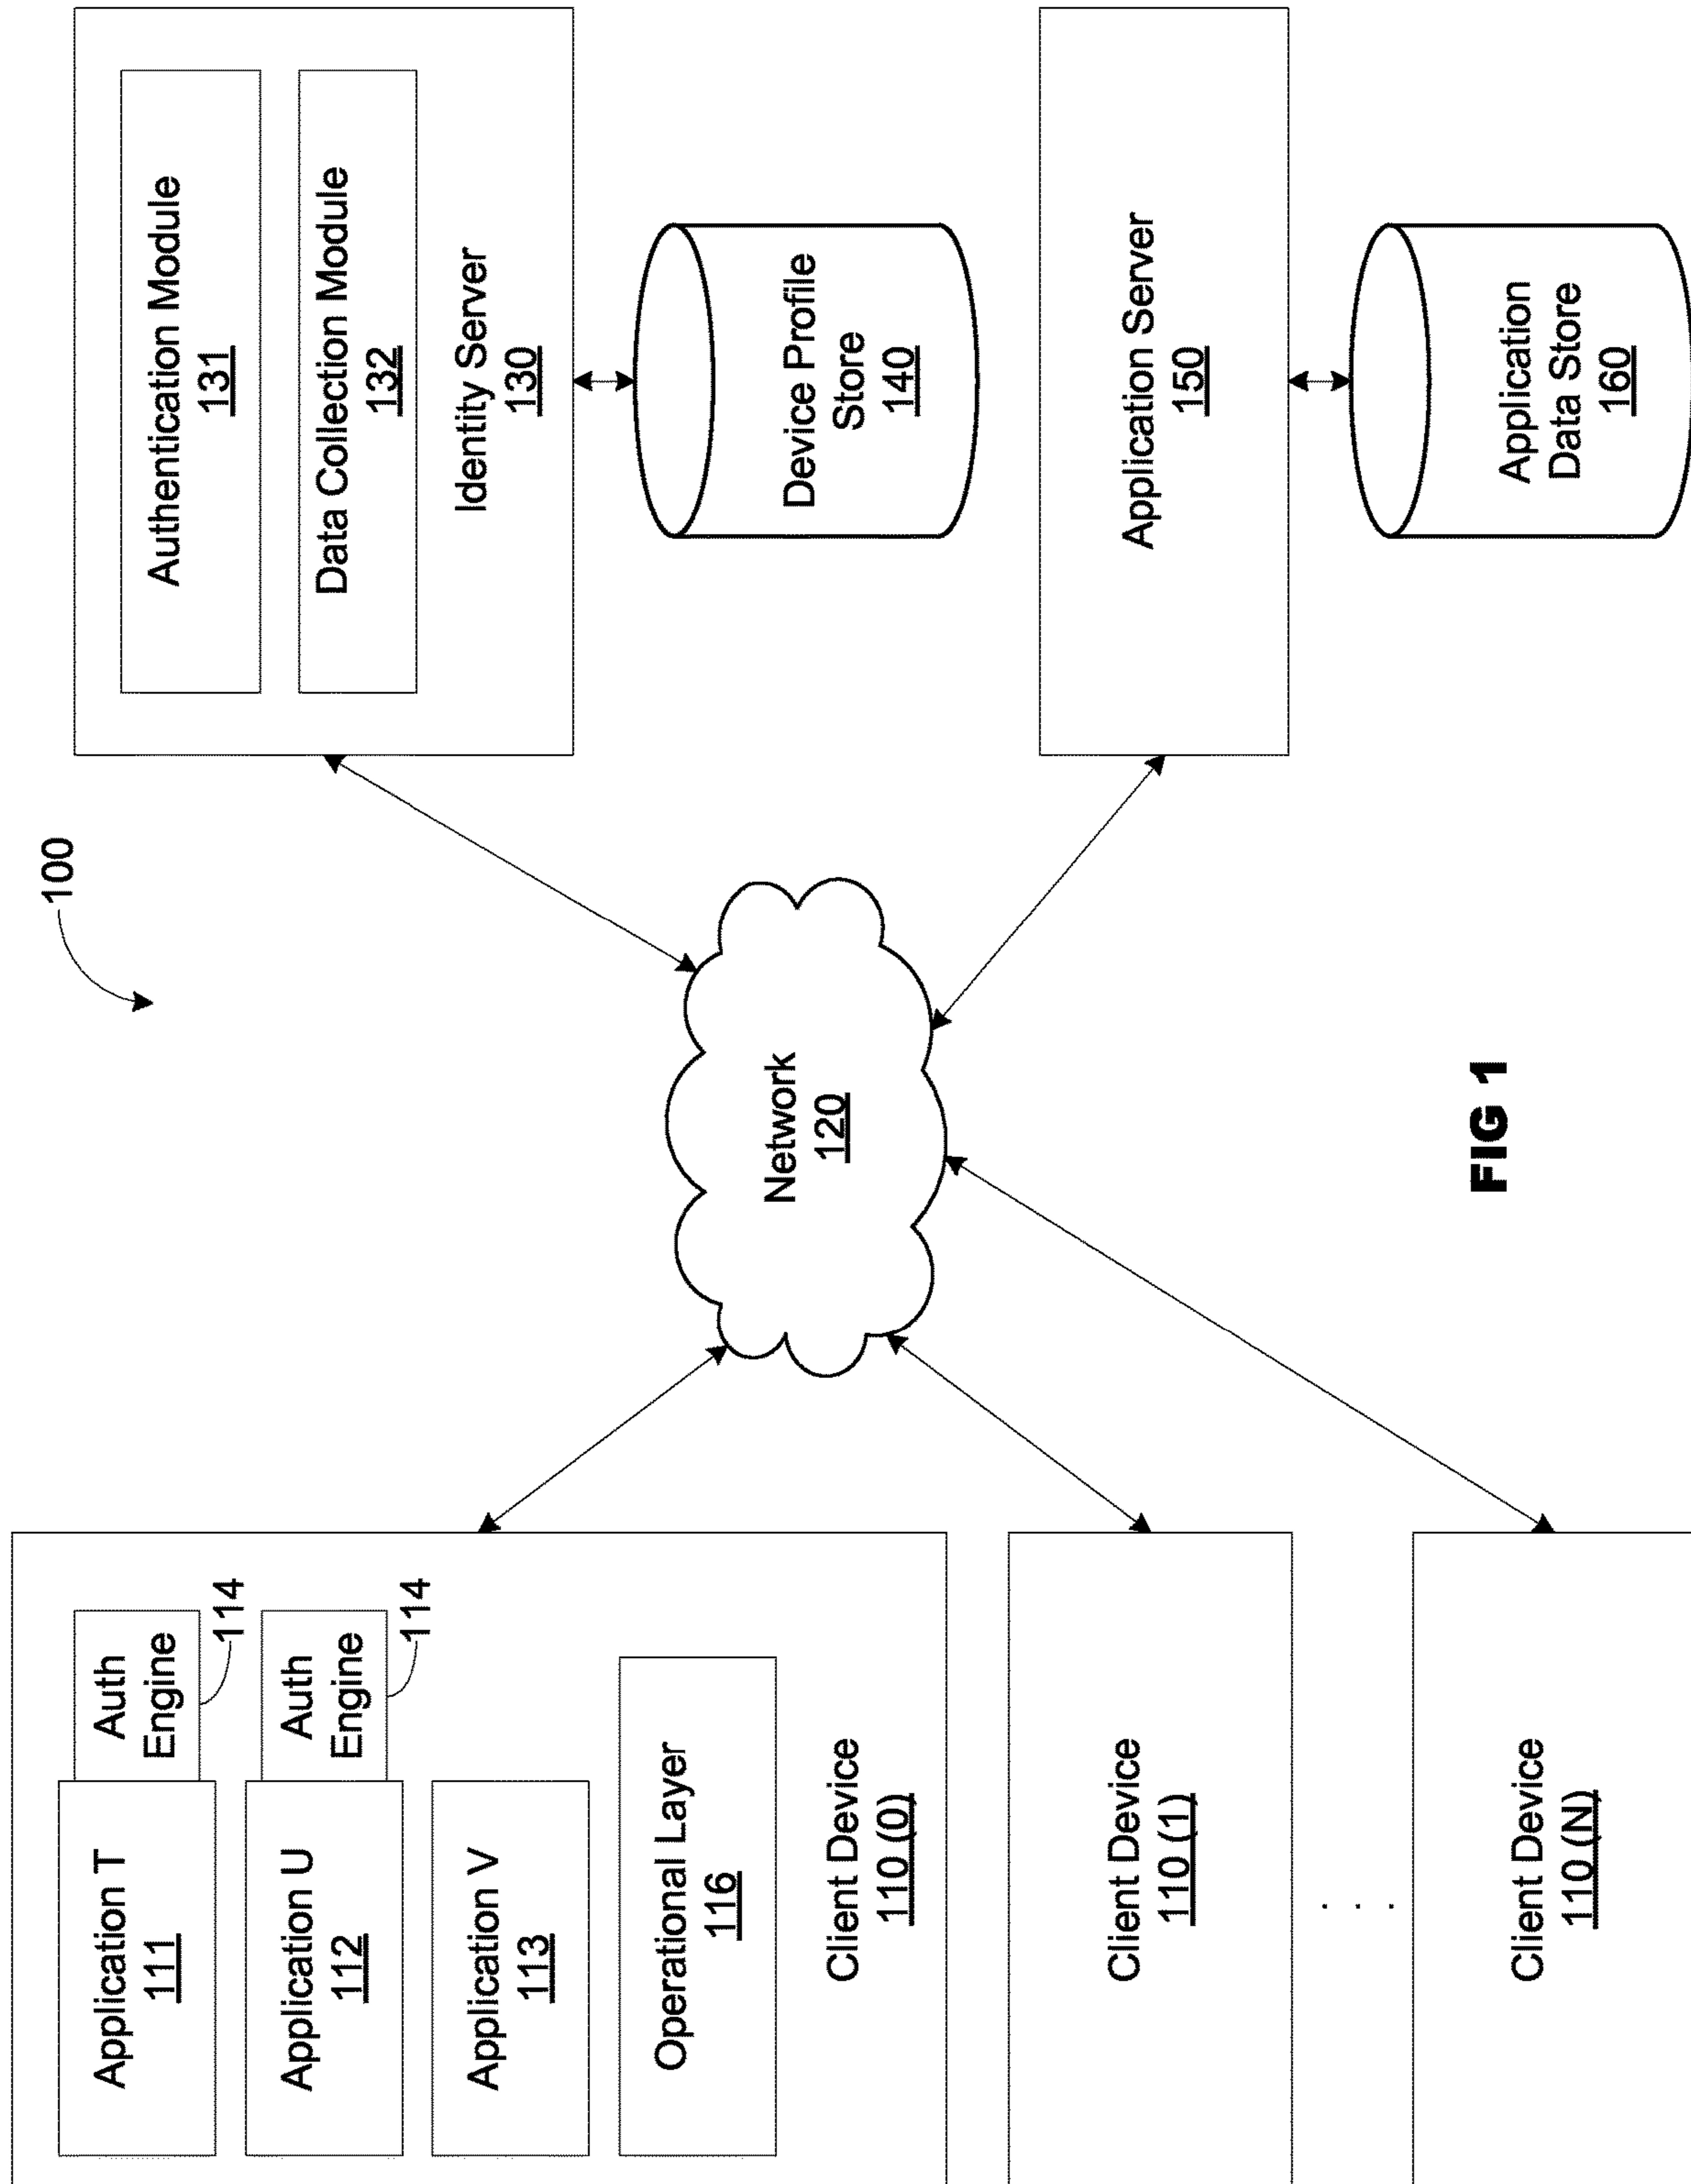 100
Application T
111
Auth
Engine
114
Application U
112
Auth
Engine
114
Application V
113
Operational Layer
116
Client Device
110 (0)
Client Device
110 (1)
. . .
Client Device
110 (N)
Network
120
Authentication Module
131
Data Collection Module
132
Identity Server
130
Device Profile
Store
140
Application Server
150
Application
Data Store
160
FIG 1